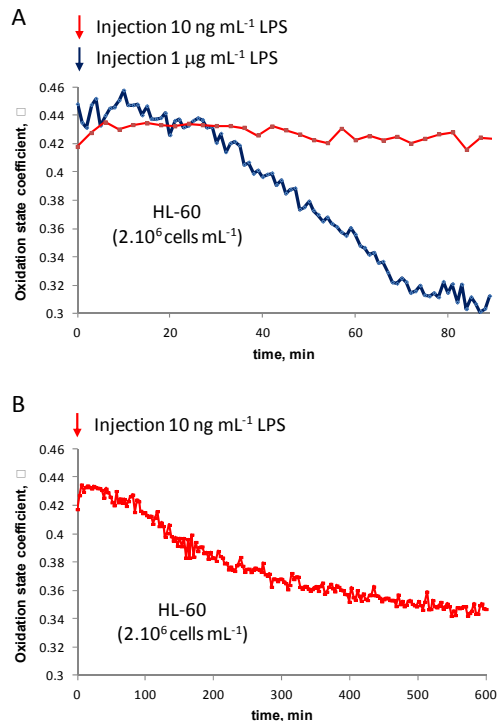 A
Injection 10 ng mL-1 LPS
Injection 1 µg mL-1 LPS
Oxidation state coefficient, □
0.46
0.44
0.42
0.4
0.38
0.36
0.34
0.32
0.3
HL-60
(2.10⁶ cells mL⁻¹)
0
20
40
60
80
time, min
B
Injection 10 ng mL⁻¹ LPS
Oxidation state coefficient, □
0.46
0.44
0.42
0.4
0.38
0.36
0.34
0.32
0.3
HL-60
(2.10⁶ cells mL⁻¹)
0
100
200
300
400
500
600
time, min